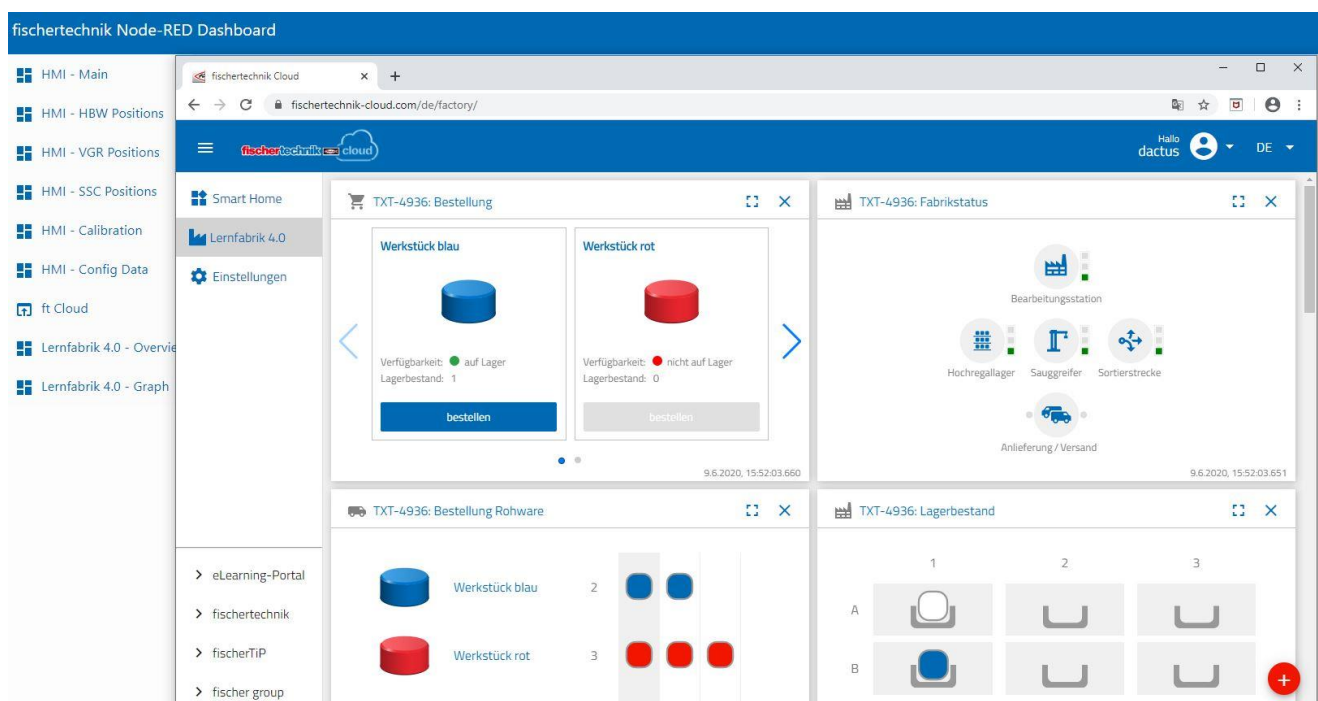 fischertechnik Node-RED Dashboard
HMI - Main
HMI - HBW Positions
HMI - VGR Positions
HMI - SSC Positions
HMI - Calibration
HMI - Config Data
ft Cloud
Lernfabrik 4.0 - Overvie
Lernfabrik 4.0 - Graph
fischertechnik Cloud
fischertechnik-cloud.com/de/factory/
fischertechnik cloud
Hallo
dactus
DE
Smart Home
Lernfabrik 4.0
Einstellungen
eLearning-Portal
fischertechnik
fischerTiP
fischer group
TXT-4936: Bestellung
Werkstück blau
Verfügbarkeit: auf Lager
Lagerbestand: 1
bestellen
Werkstück rot
Verfügbarkeit: nicht auf Lager
Lagerbestand: 0
bestellen
9.6.2020, 15:52:03.660
TXT-4936: Fabrikstatus
Bearbeitungsstation
Hochregallager Sauggreifer Sortierstrecke
Anlieferung / Versand
9.6.2020, 15:52:03.651
TXT-4936: Bestellung Rohware
Werkstück blau 2
Werkstück rot 3
TXT-4936: Lagerbestand
1 2 3
A
B